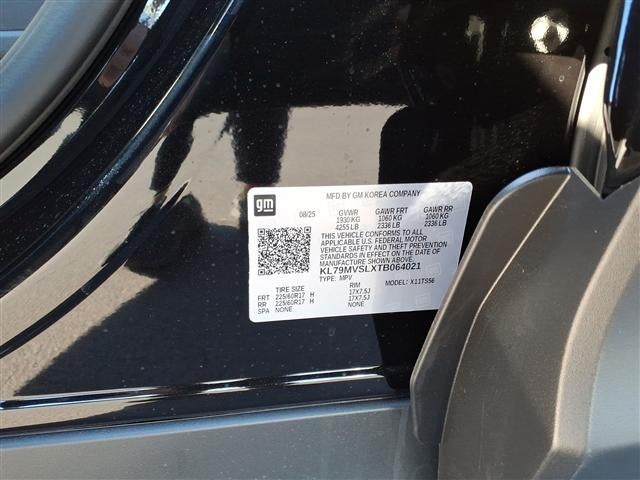 MFD BY GM KOREA COMPANY
gm
08/25 GVWR GAWR FRT GAWR RR
1930 KG 1060 KG 1060 KG
4255 LB 2336 LB 2336 LB
THIS VEHICLE CONFORMS TO ALL
APPLICABLE U.S. FEDERAL MOTOR
VEHICLE SAFETY AND THEFT PREVENTION
STANDARDS IN EFFECT ON THE DATE OF
MANUFACTURE SHOWN ABOVE.
KL79MVSLXTB064021
TYPE: MPV MODEL: X11TS56
TIRE SIZE RIM
FRT 225/60R17 H 17X7.5J
RR 225/60R17 H 17X7.5J
SPA NONE NONE